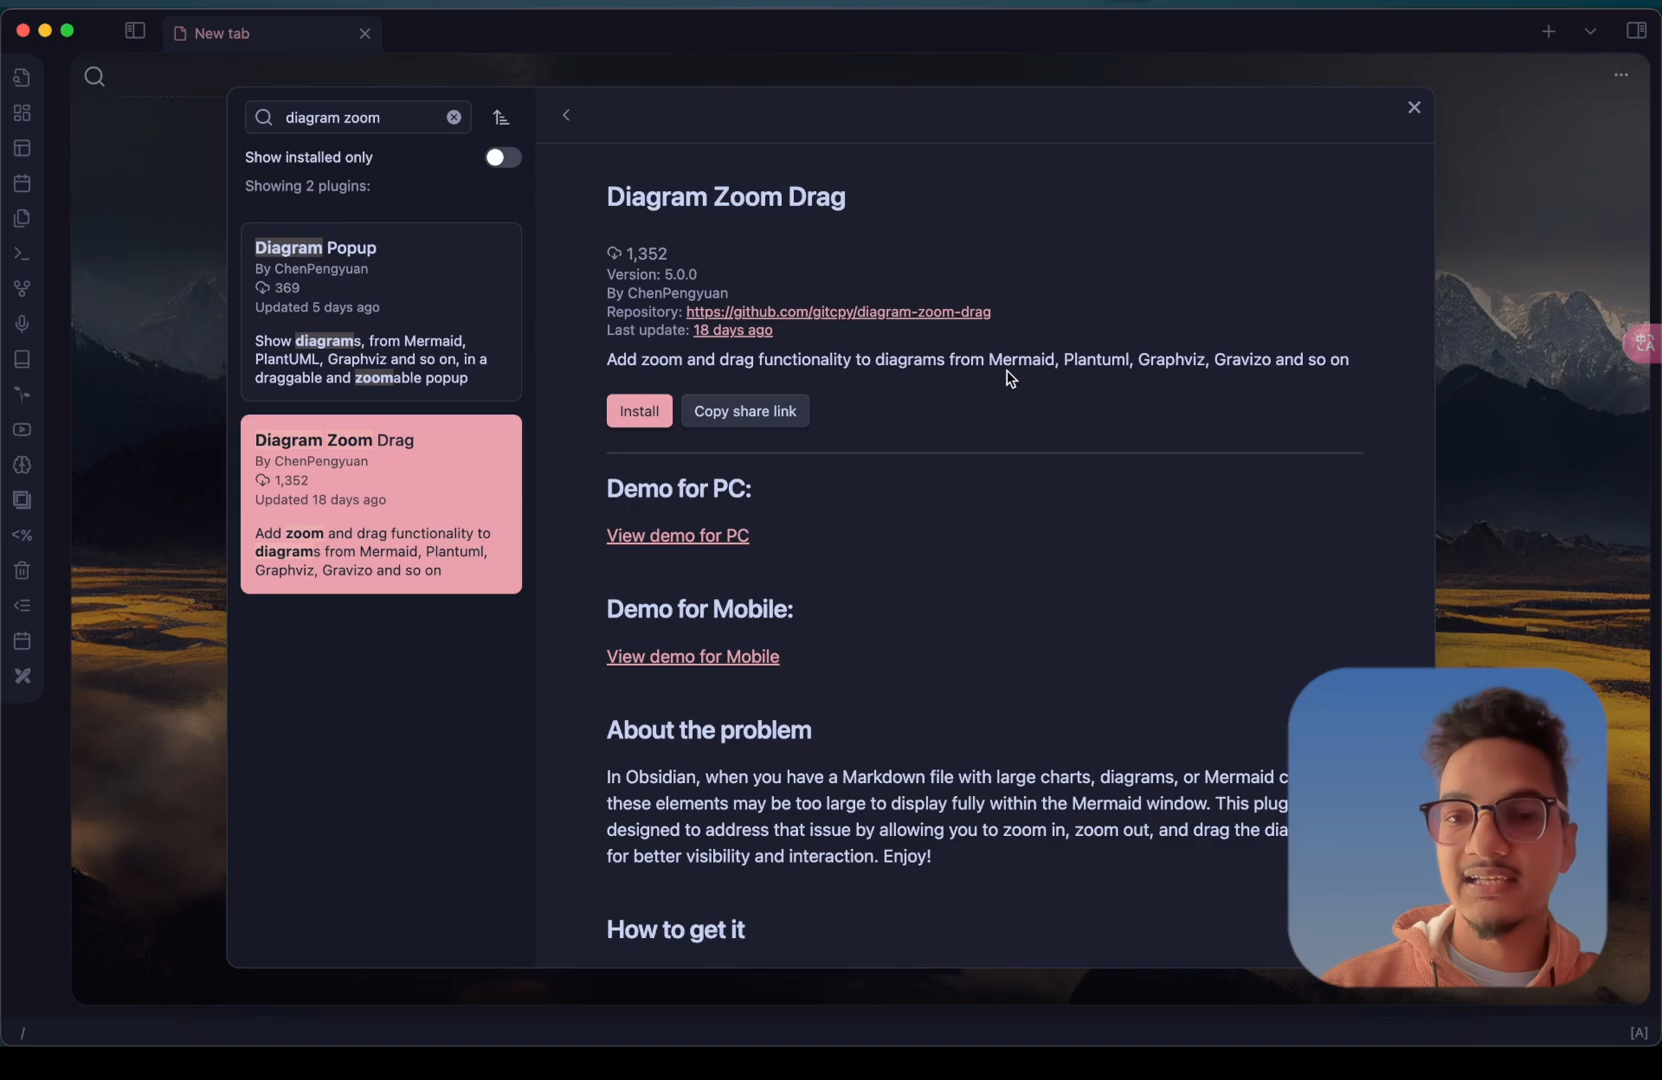 New tab
diagram zoom
Show installed only
Showing 2 plugins:
Diagram Popup
By ChenPengyuan
369
Updated 5 days ago
Show diagrams, from Mermaid,
PlantUML, Graphviz and so on, in a
draggable and zoomable popup
Diagram Zoom Drag
By ChenPengyuan
1,352
Updated 18 days ago
Add zoom and drag functionality to
diagrams from Mermaid, Plantuml,
Graphviz, Gravizo and so on
Diagram Zoom Drag
1,352
Version: 5.0.0
By ChenPengyuan
Repository: https://github.com/gitcpy/diagram-zoom-drag
Last update: 18 days ago
Add zoom and drag functionality to diagrams from Mermaid, Plantuml, Graphviz, Gravizo and so on
Install
Copy share link
Demo for PC:
View demo for PC
Demo for Mobile:
View demo for Mobile
About the problem
In Obsidian, when you have a Markdown file with large charts, diagrams, or Mermaid c
these elements may be too large to display fully within the Mermaid window. This plug
designed to address that issue by allowing you to zoom in, zoom out, and drag the dia
for better visibility and interaction. Enjoy!
How to get it
<%
/
[A]